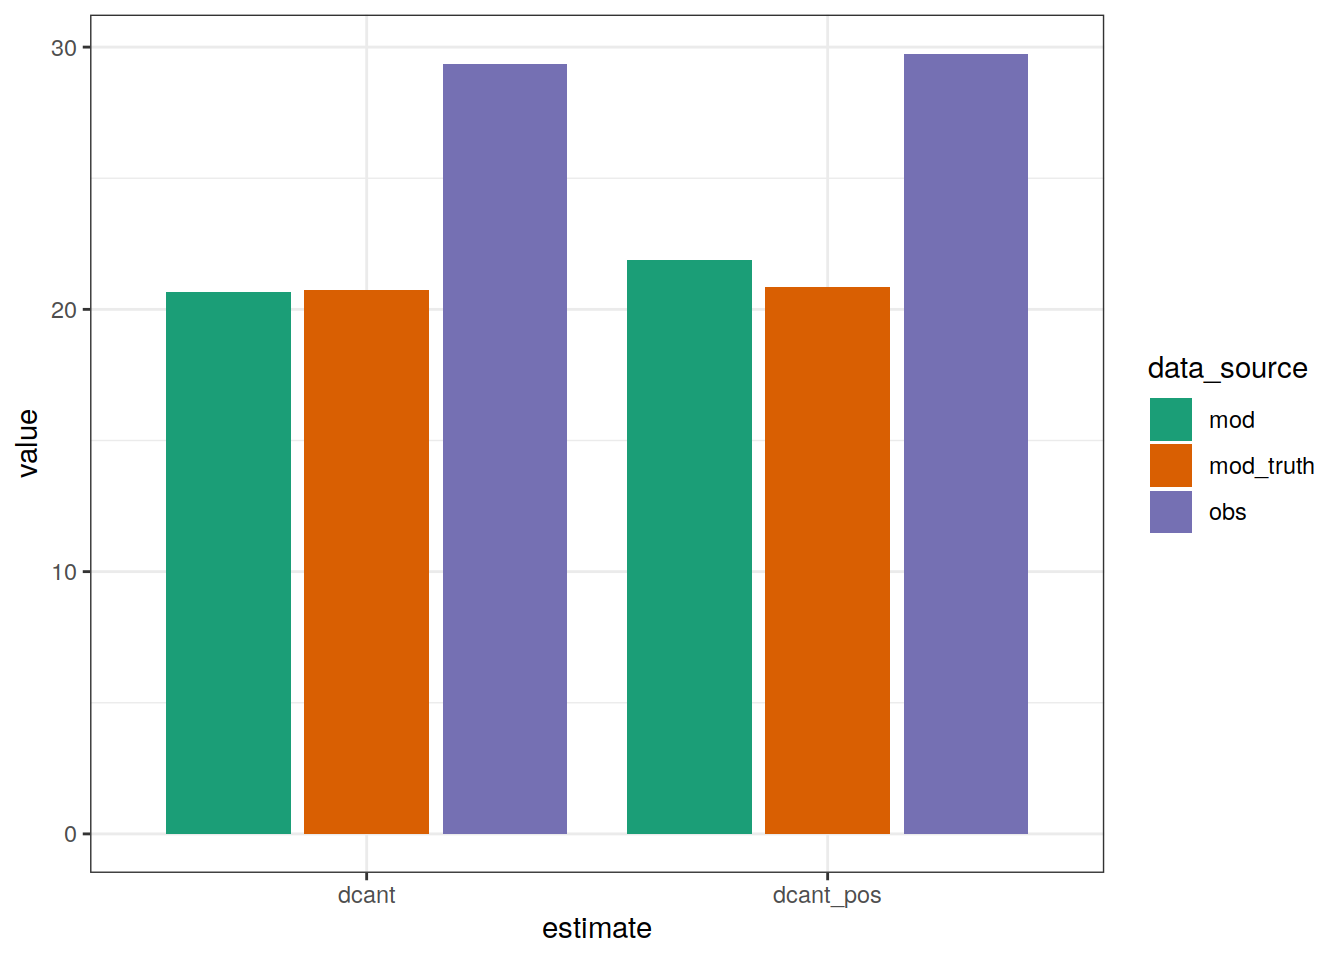 30
20
10
0
value
dcant
dcant_pos
estimate
data_source
mod
mod_truth
obs